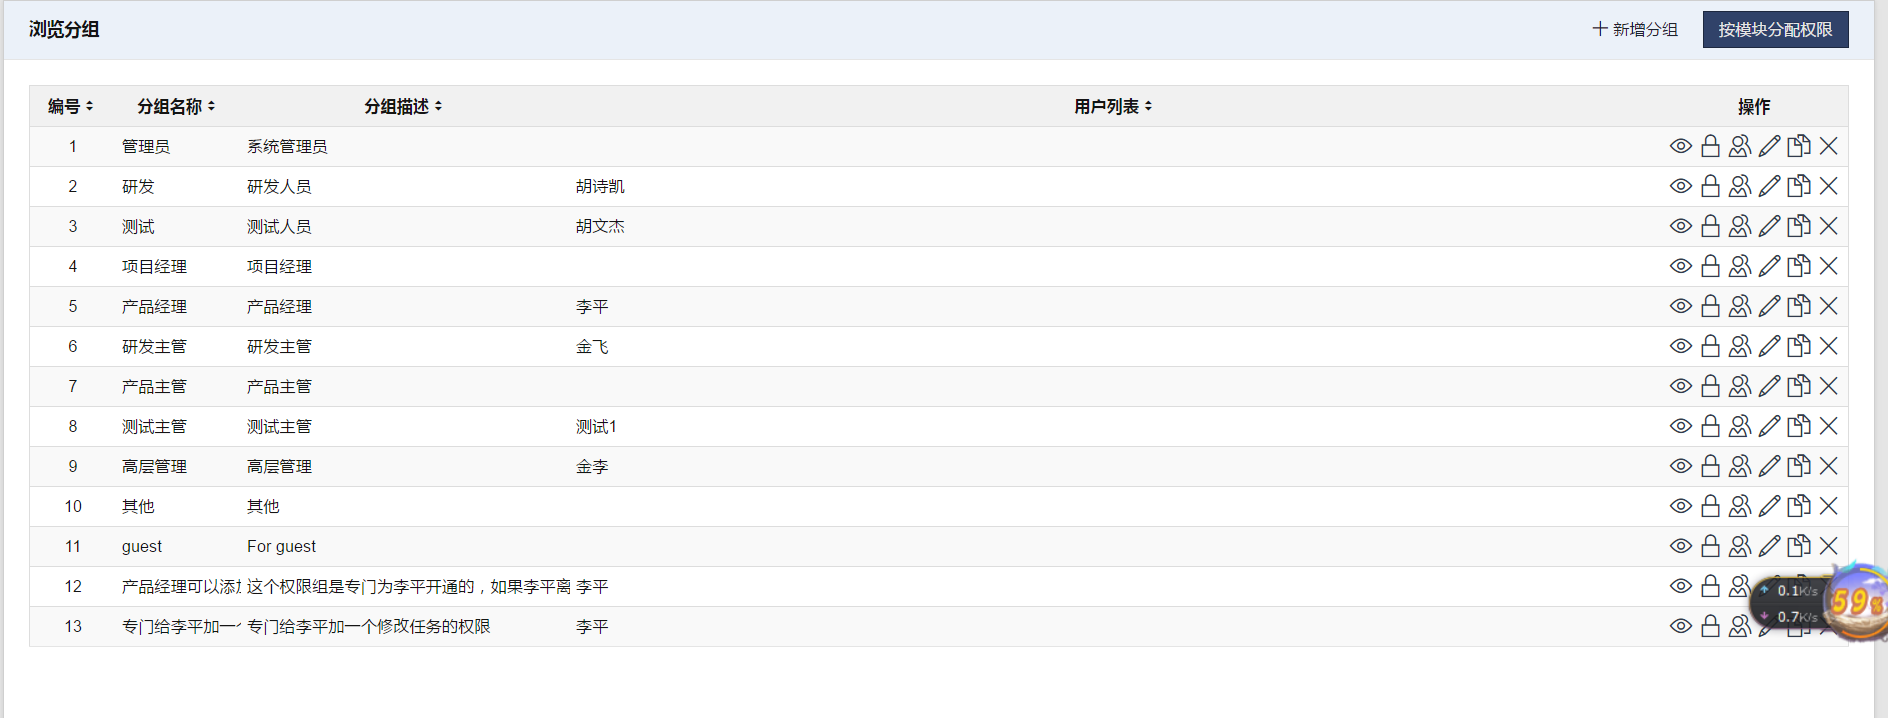 浏览分组
新增分组 按模块分配权限
编号 分组名称 分组描述 用户列表 操作
1 管理员 系统管理员
2 研发 研发人员 胡诗凯
3 测试 测试人员 胡文杰
4 项目经理 项目经理
5 产品经理 产品经理 李平
6 研发主管 研发主管 金飞
7 产品主管 产品主管
8 测试主管 测试主管 测试1
9 高层管理 高层管理 金李
10 其他 其他
11 guest For guest
12 产品经理可以添加 这个权限组是专门为李平开通的，如果李平离 李平
13 专门给李平加一个 专门给李平加一个修改任务的权限 李平
0.1K/s
0.7K/s
59%